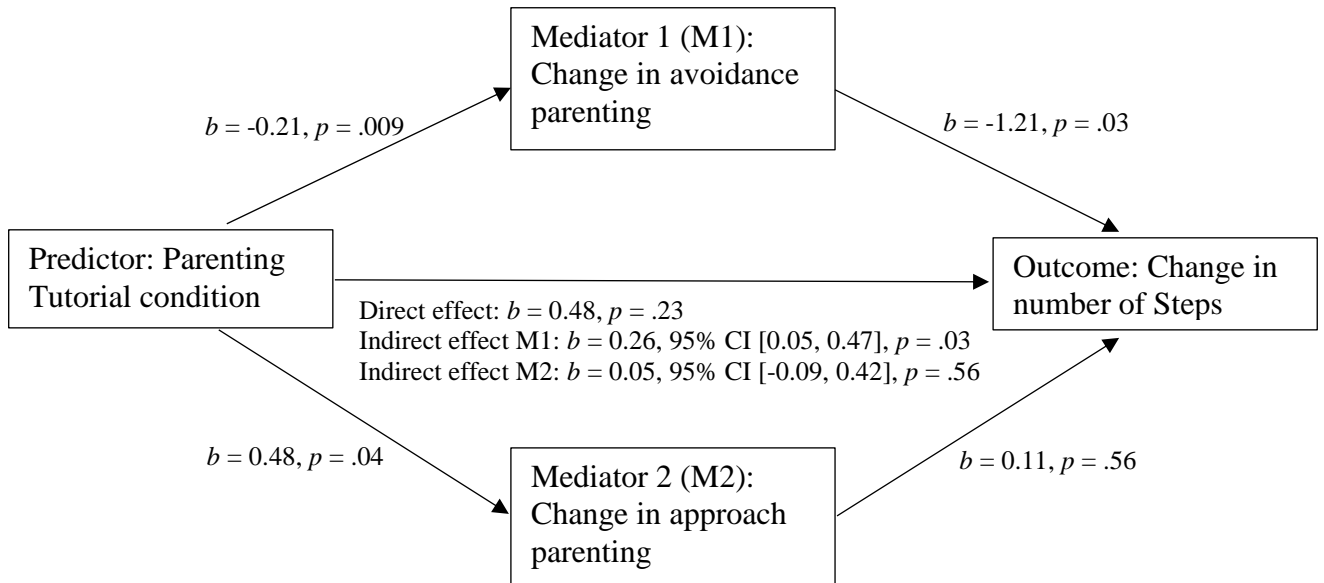 Mediator 1 (M1):
Change in avoidance
parenting
b = -0.21, p = .009
b = -1.21, p = .03
Predictor: Parenting
Tutorial condition
Outcome: Change in
number of Steps
Direct effect: b = 0.48, p = .23
Indirect effect M1: b = 0.26, 95% CI [0.05, 0.47], p = .03
Indirect effect M2: b = 0.05, 95% CI [-0.09, 0.42], p = .56
b = 0.48, p = .04
b = 0.11, p = .56
Mediator 2 (M2):
Change in approach
parenting